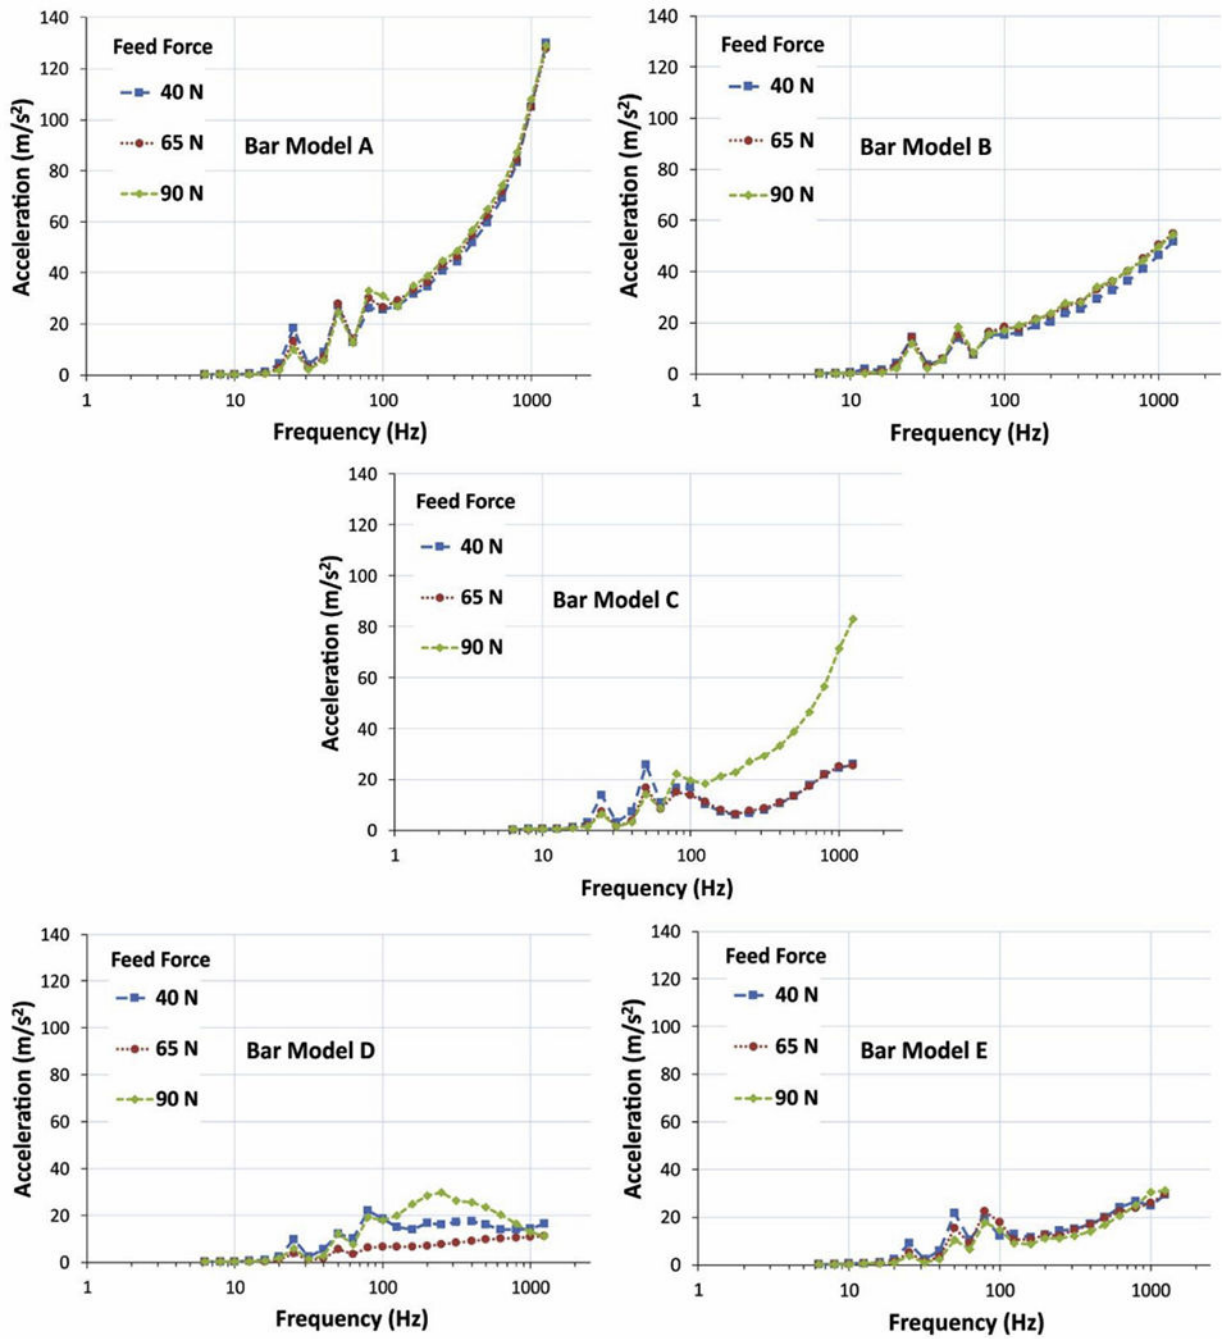 140
120
100
80
60
40
20
0
Acceleration (m/s²)
Feed Force
40 N
65 N
90 N
Bar Model A
1 10 100 1000
Frequency (Hz)
140
120
100
80
60
40
20
0
Acceleration (m/s²)
Feed Force
40 N
65 N
90 N
Bar Model B
1 10 100 1000
Frequency (Hz)
140
120
100
80
60
40
20
0
Acceleration (m/s²)
Feed Force
40 N
65 N
90 N
Bar Model C
1 10 100 1000
Frequency (Hz)
140
120
100
80
60
40
20
0
Acceleration (m/s²)
Feed Force
40 N
65 N
90 N
Bar Model D
1 10 100 1000
Frequency (Hz)
140
120
100
80
60
40
20
0
Acceleration (m/s²)
Feed Force
40 N
65 N
90 N
Bar Model E
1 10 100 1000
Frequency (Hz)